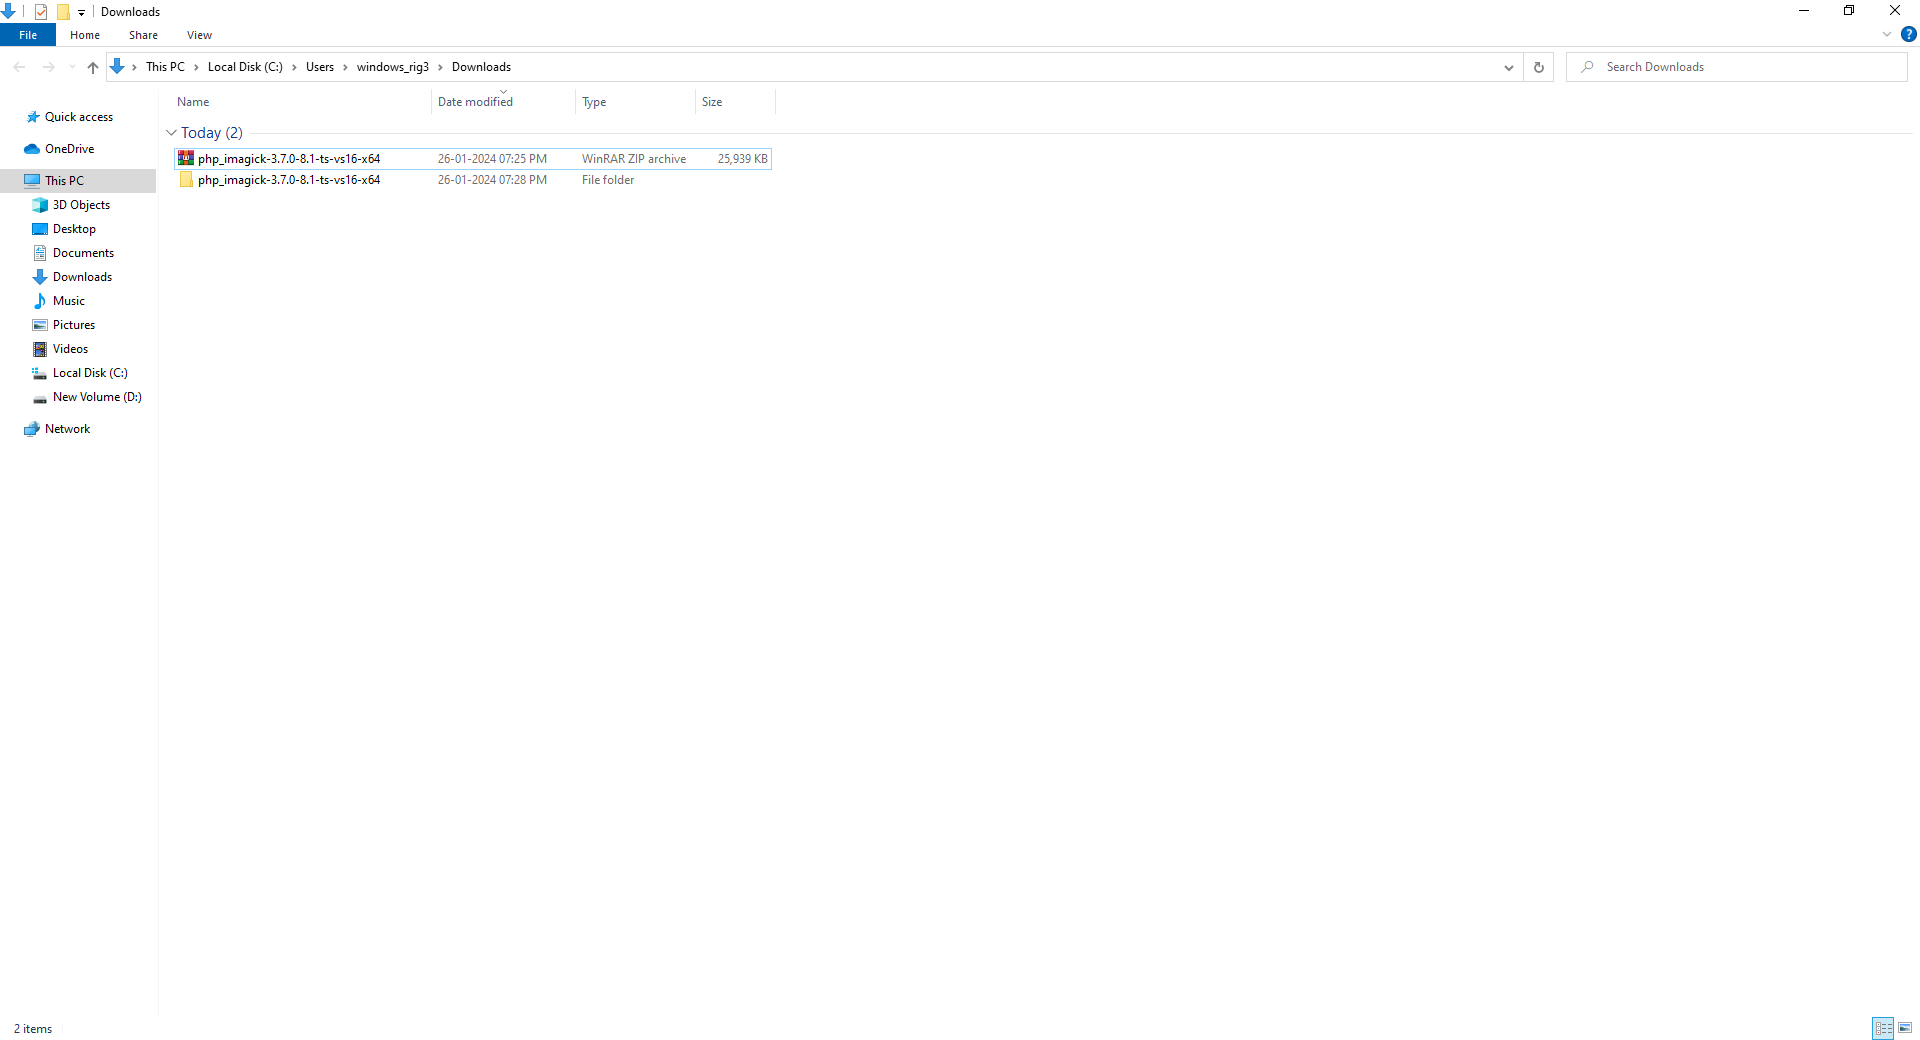 Downloads
File Home Share View
This PC Local Disk (C:) Users windows_rig3 Downloads
Search Downloads
Name Date modified Type Size
Quick access
Today (2)
OneDrive
php_imagick-3.7.0-8.1-ts-vs16-x64 26-01-2024 07:25 PM WinRAR ZIP archive 25,939 KB
This PC
php_imagick-3.7.0-8.1-ts-vs16-x64 26-01-2024 07:28 PM File folder
3D Objects
Desktop
Documents
Downloads
Music
Pictures
Videos
Local Disk (C:)
New Volume (D:)
Network
2 items